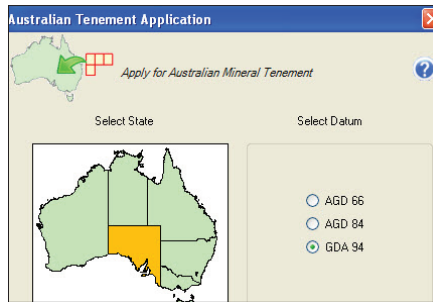 Australian Tenement Application
Apply for Australian Mineral Tenement
?
Select State
Select Datum
AGD 66
AGD 84
GDA 94